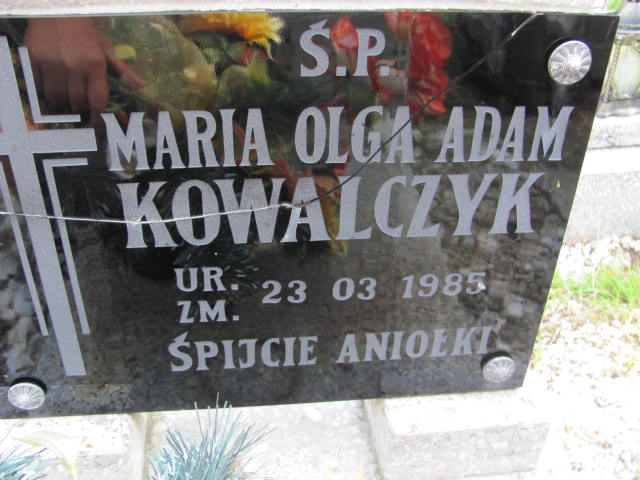 Ś.P.
MARIA OLGA ADAM
KOWALCZYK
UR. 23 03 1985
ZM.
ŚPIJCIE ANIOŁKI